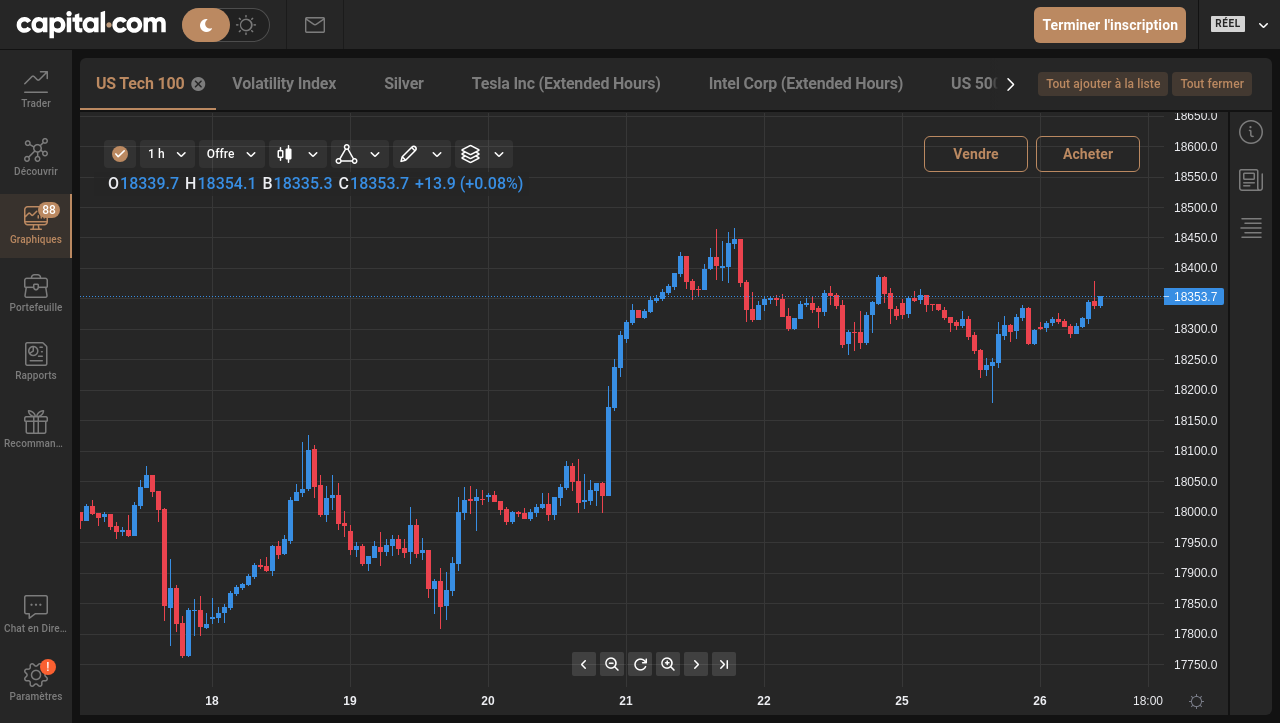 capital.com
Terminer l'inscription
RÉEL
Trader
Découvrir
88
Graphiques
Portefeuille
Rapports
Recomman...
Chat en Dire...
!
Paramètres
US Tech 100
Volatility Index
Silver
Tesla Inc (Extended Hours)
Intel Corp (Extended Hours)
US 500
Tout ajouter à la liste
Tout fermer
1 h
Offre
Vendre
Acheter
O18339.7 H18354.1 B18335.3 C18353.7 +13.9 (+0.08%)
18650.0
18600.0
18550.0
18500.0
18450.0
18400.0
18353.7
18300.0
18250.0
18200.0
18150.0
18100.0
18050.0
18000.0
17950.0
17900.0
17850.0
17800.0
17750.0
18 19 20 21 22 25 26 18:00